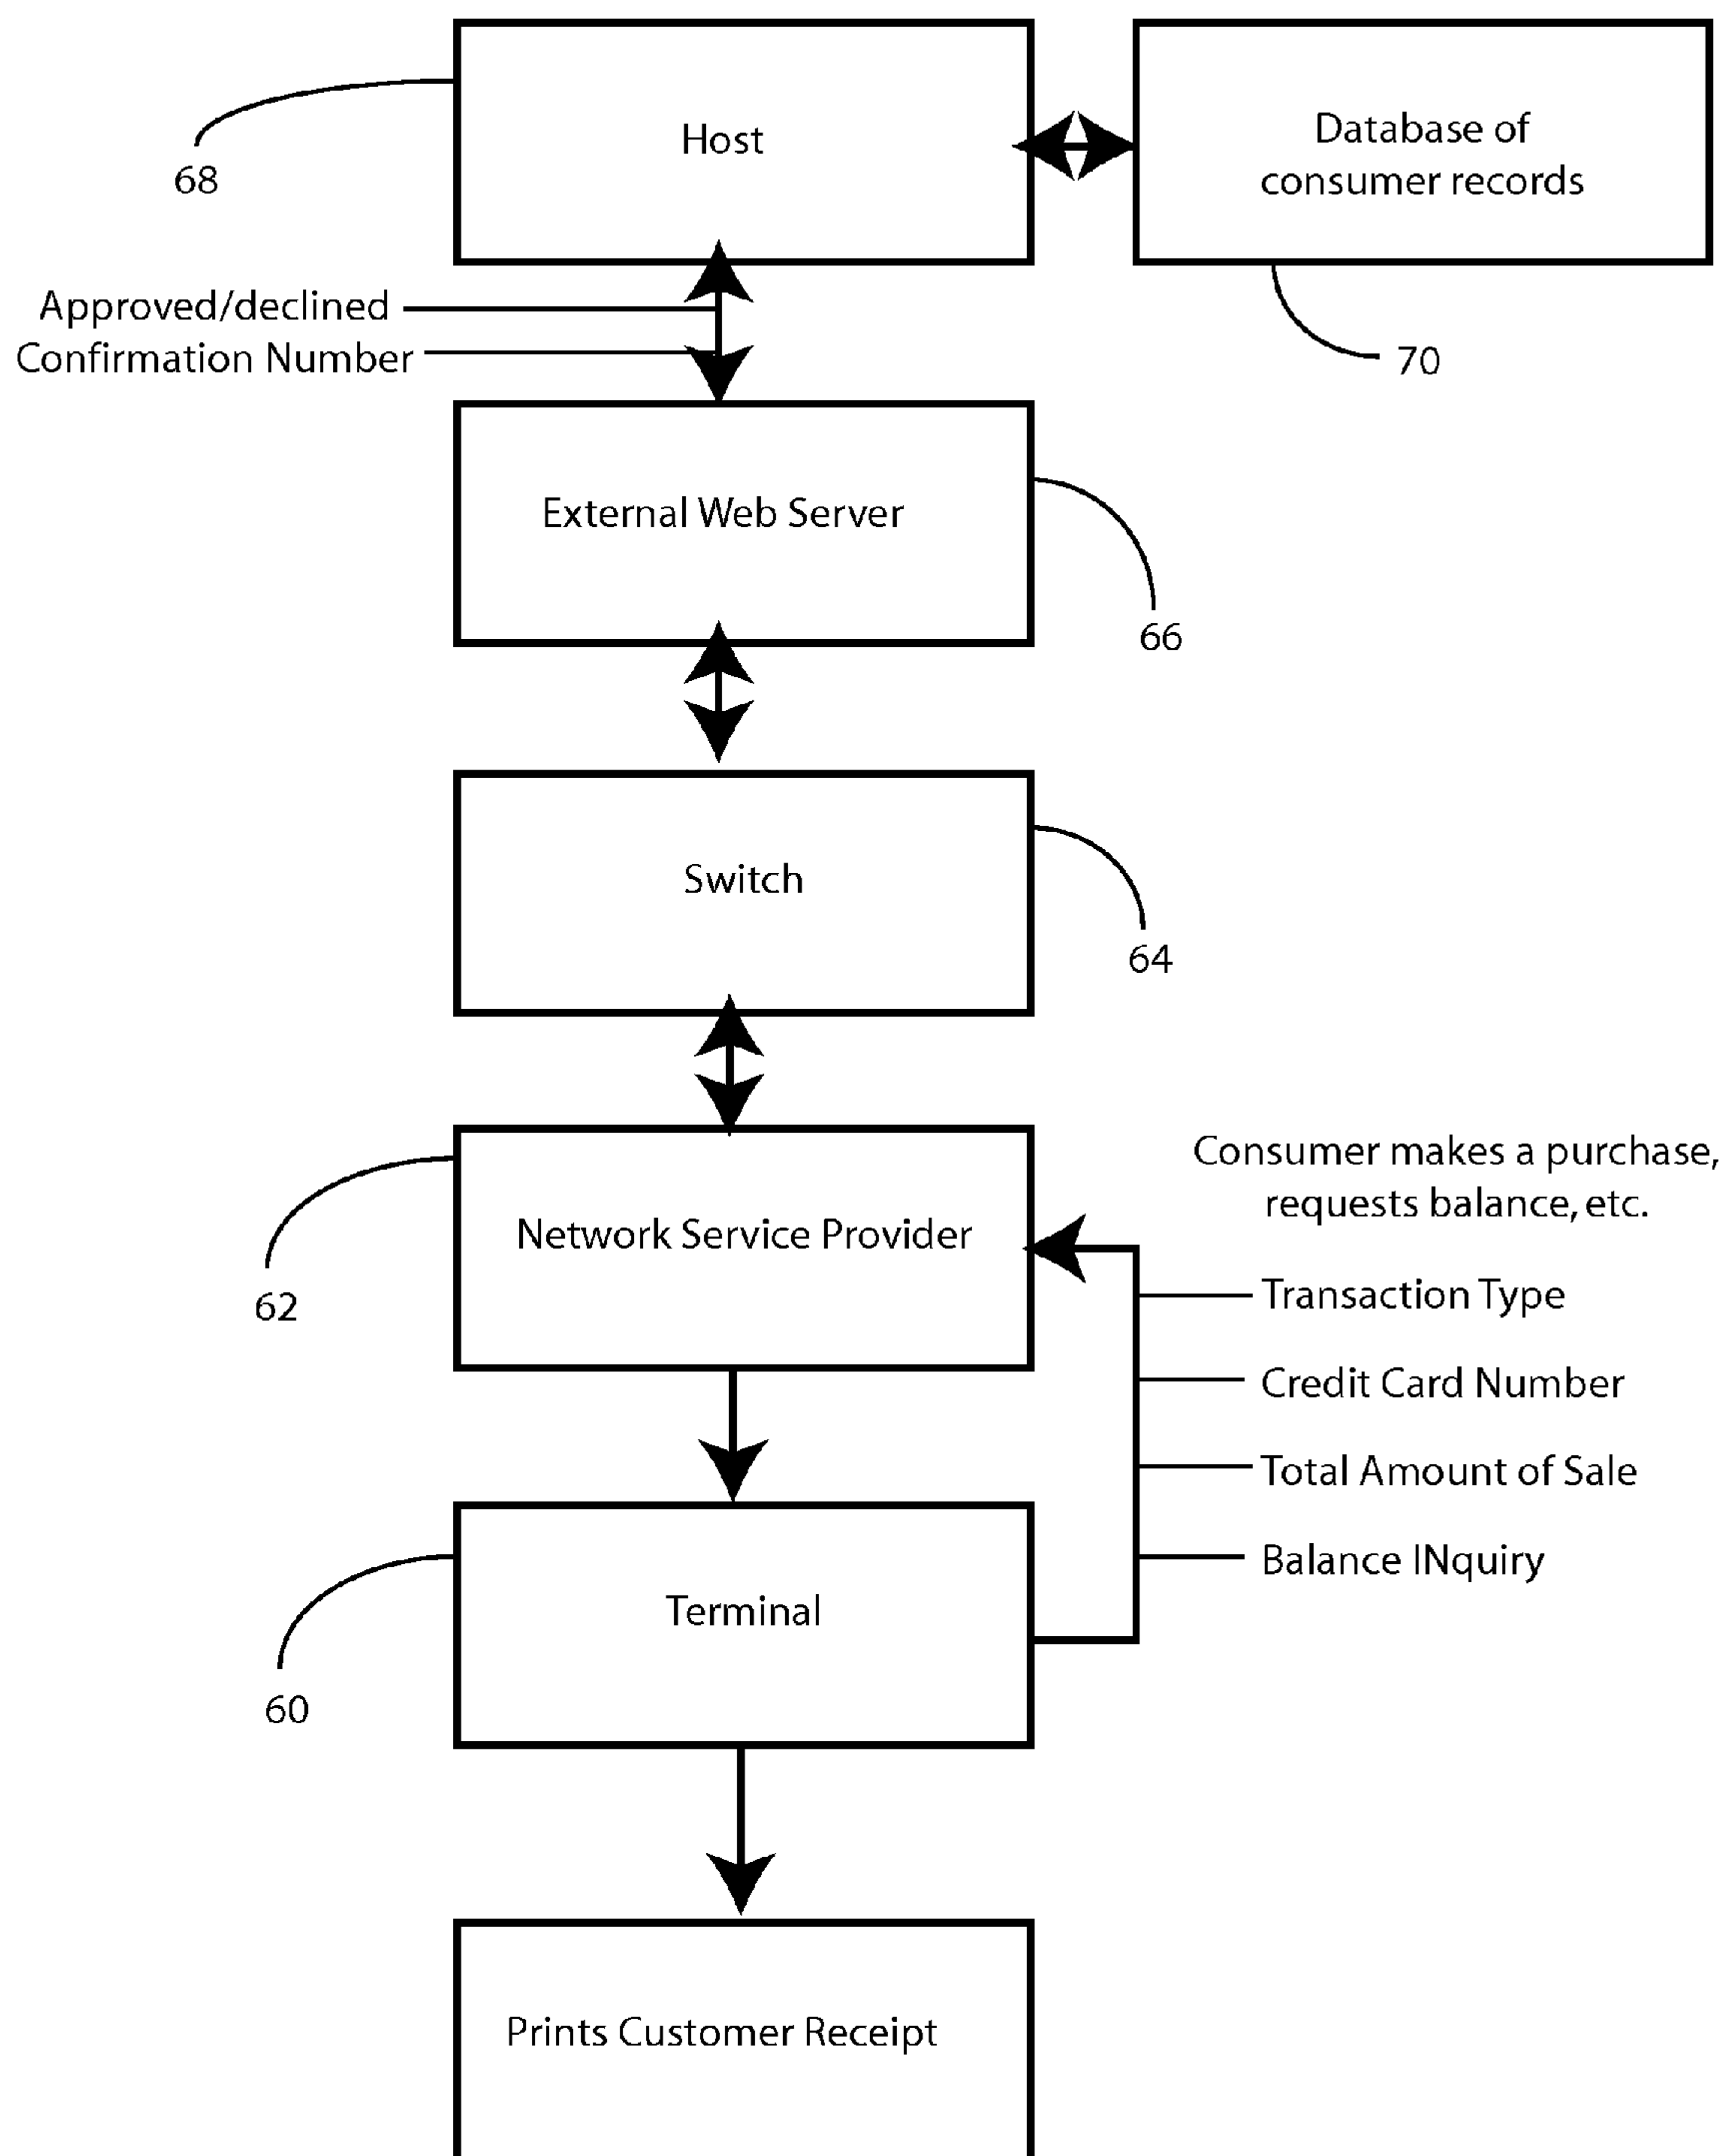 Host
Database of
consumer records
68
Approved/declined
Confirmation Number
70
External Web Server
66
Switch
64
Consumer makes a purchase,
requests balance, etc.
Network Service Provider
Transaction Type
62
Credit Card Number
Total Amount of Sale
Balance INquiry
Terminal
60
Prints Customer Receipt